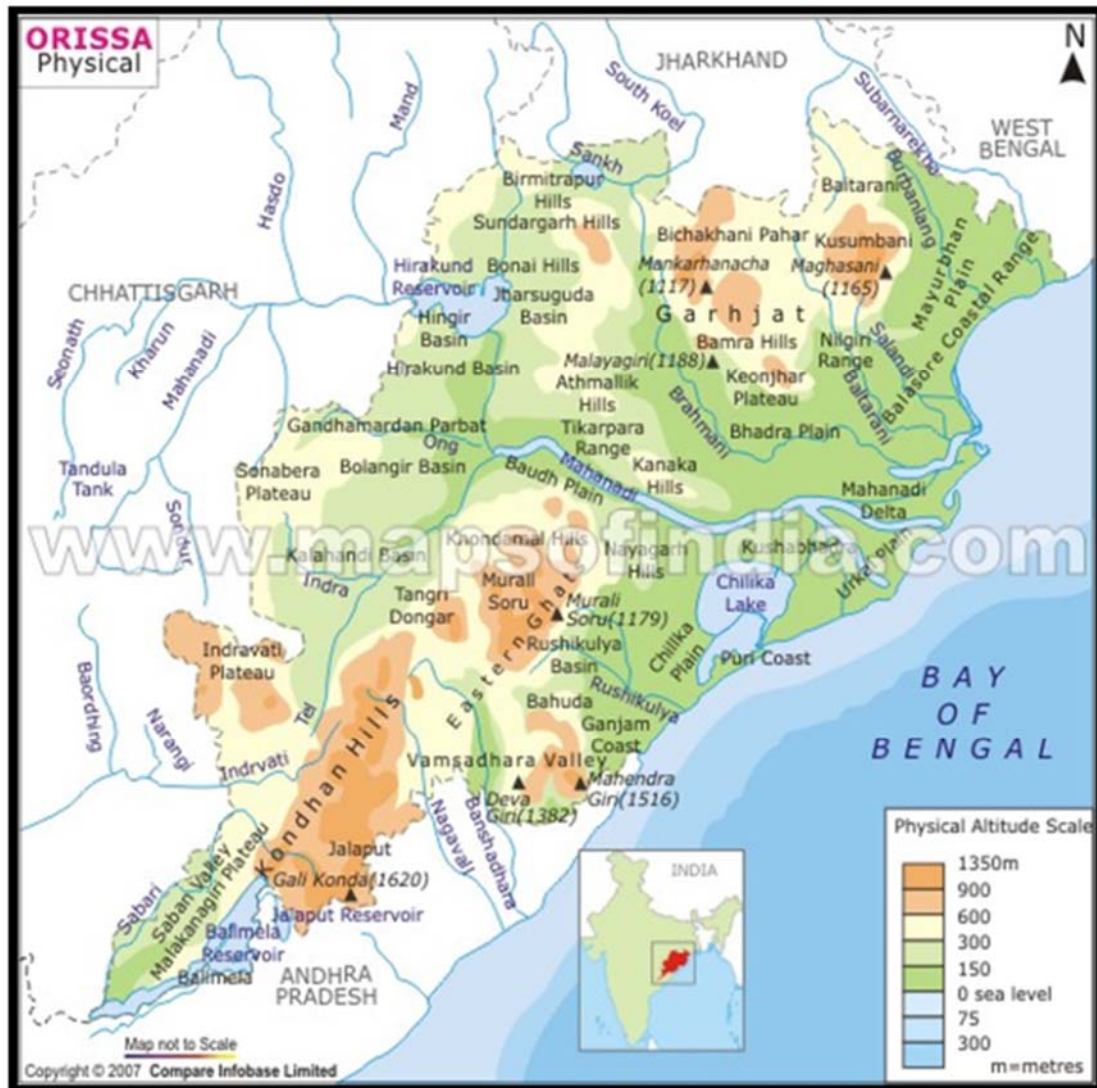 ORISSA
Physical
N
JHARKHAND
WEST
BENGAL
CHHATTISGARH
ANDHRA
PRADESH
BAY
OF
BENGAL
Hasdo
Mand
South Koel
Sankh
Subarnarekha
Burbanlang
Birmitrapur
Hills
Sundargarh Hills
Baltarani
Bichakhani Pahar
Kusumbani
Mankarhanacha
(1117)
Maghasani
(1165)
Mayurbhan
Plain
Balasore Coastal Range
Hirakund
Reservoir
Bonai Hills
Jharsuguda
Basin
Hingir
Basin
Garhjat
Bamra Hills
Nilgiri
Range
Salandi
Baltarani
Seonath
Kharun
Mahanadi
Hirakund Basin
Malayagiri(1188)
Athmallik
Hills
Keonjhar
Plateau
Brahmani
Bhadra Plain
Gandhamardan Parbat
Ong
Tikarpara
Range
Tandula
Tank
Sonabera
Plateau
Bolangir Basin
Baudh Plain
Mahanadi
Kanaka
Hills
Mahanadi
Delta
Sondur
www.mapsofindia.com
Khondamal Hills
Nayagarh
Hills
Kushabhadra
Urkal Plain
Kalahandi Basin
Indra
Tangri
Dongar
Murall
Soru
Murali
Soru(1179)
Chilika
Lake
Eastern Ghat
Rushikulya
Basin
Chilika
Plain
Puri Coast
Indravati
Plateau
Baordhing
Narangi
Tel
Rushikulya
Bahuda
Ganjam
Coast
Indrvati
Kondhan Hills
Vamsadhara Valley
Deva
Giri(1382)
Mahendra
Giri(1516)
Nagavali
Banshadhara
Jalaput
Gali Konda(1620)
Jalaput Reservoir
Sabari
Saban Valley
Malakanagiri Plateau
Balimela
Reservoir
Balimela
INDIA
Physical Altitude Scale
1350m
900
600
300
150
0 sea level
75
300
m=metres
Map not to Scale
Copyright © 2007 Compare Infobase Limited